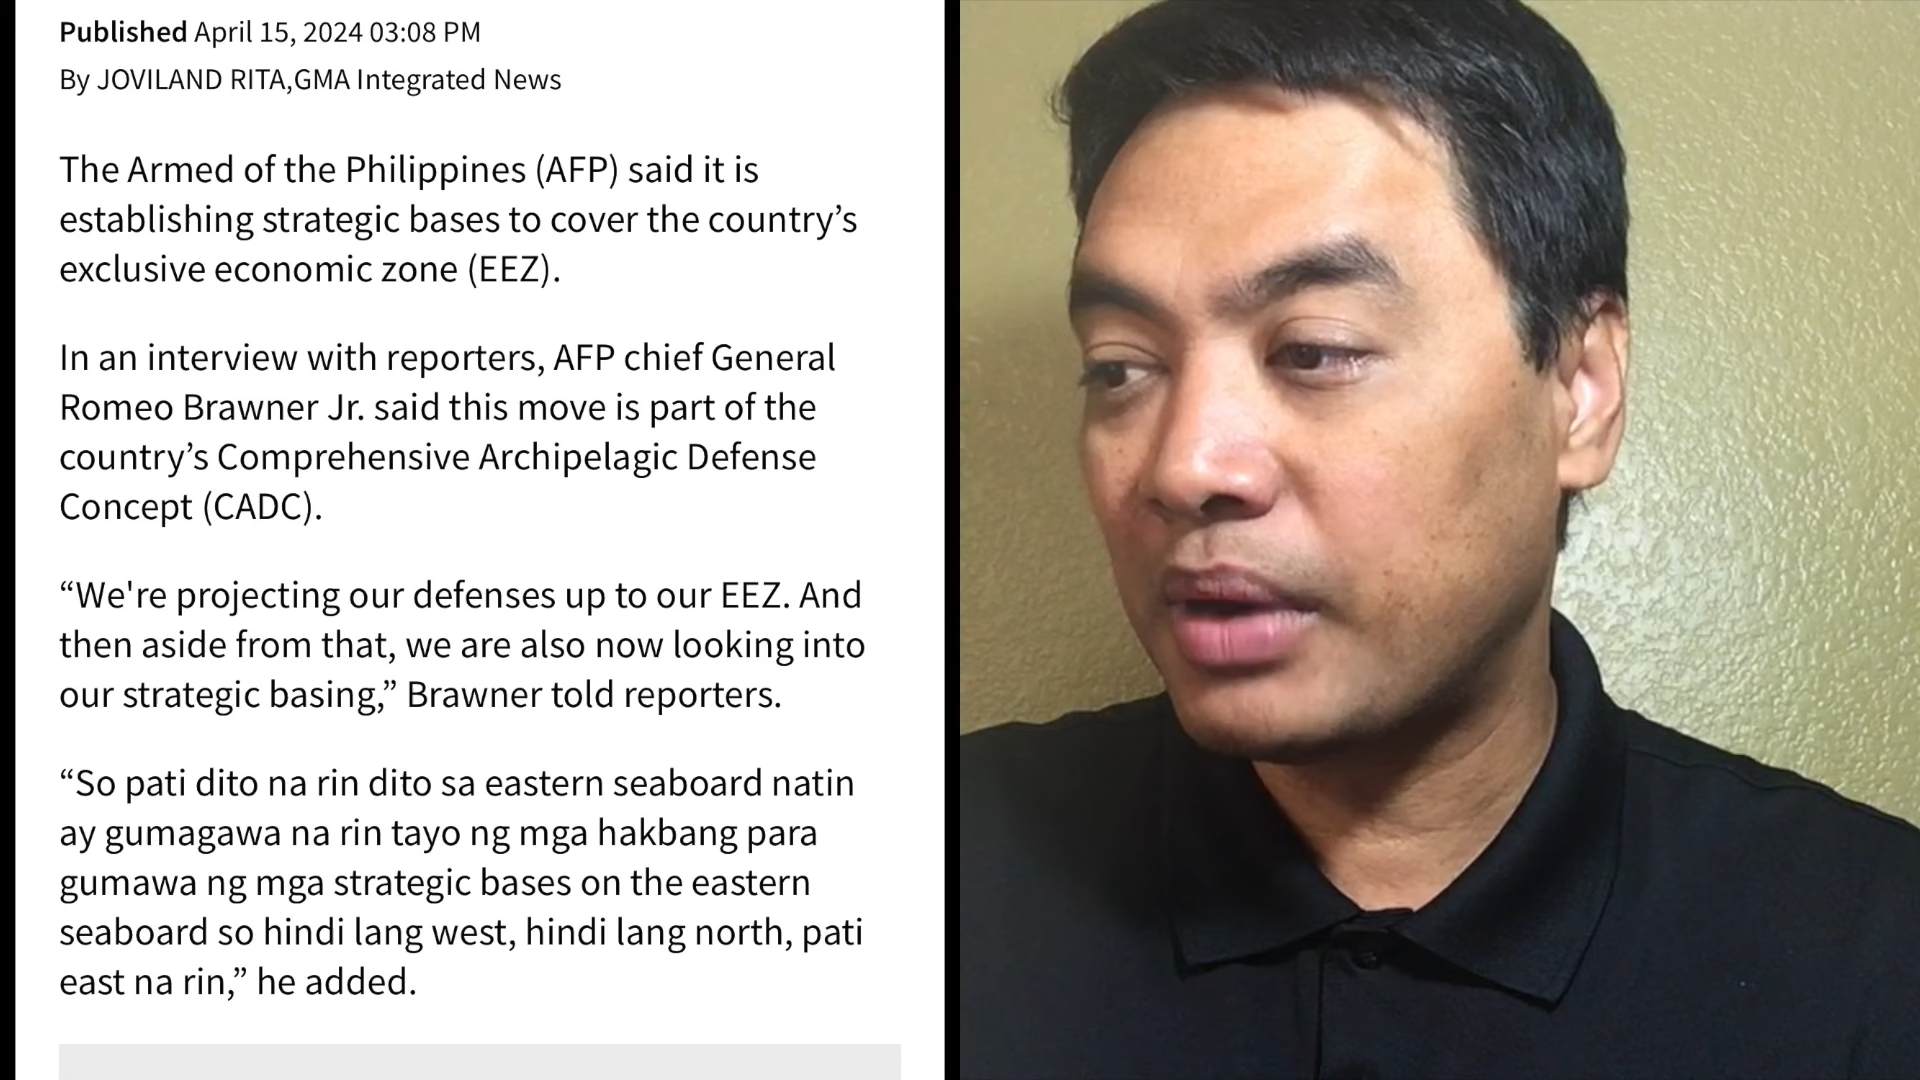 Published April 15, 2024 03:08 PM
By JOVILAND RITA,GMA Integrated News
The Armed of the Philippines (AFP) said it is
establishing strategic bases to cover the country’s
exclusive economic zone (EEZ).
In an interview with reporters, AFP chief General
Romeo Brawner Jr. said this move is part of the
country’s Comprehensive Archipelagic Defense
Concept (CADC).
“We're projecting our defenses up to our EEZ. And
then aside from that, we are also now looking into
our strategic basing,” Brawner told reporters.
“So pati dito na rin dito sa eastern seaboard natin
ay gumagawa na rin tayo ng mga hakbang para
gumawa ng mga strategic bases on the eastern
seaboard so hindi lang west, hindi lang north, pati
east na rin,” he added.